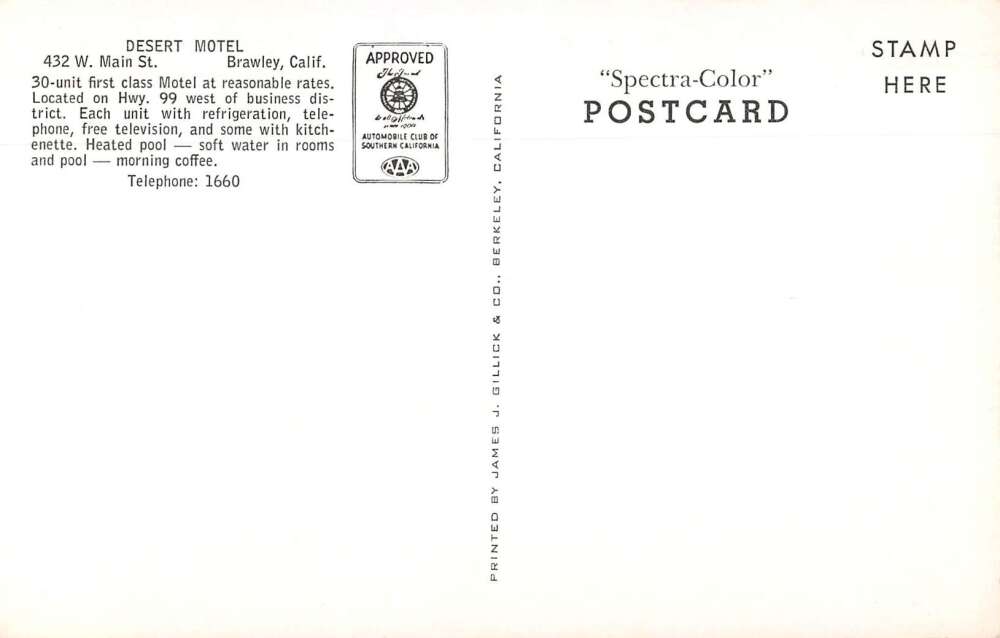 DESERT MOTEL
432 W. Main St. Brawley, Calif.
30-unit first class Motel at reasonable rates.
Located on Hwy. 99 west of business dis-
trict. Each unit with refrigeration, tele-
phone, free television, and some with kitch-
enette. Heated pool — soft water in rooms
and pool — morning coffee.
Telephone: 1660
APPROVED
AUTOMOBILE CLUB OF
SOUTHERN CALIFORNIA
AAA
PRINTED BY JAMES J. GILLICK & CO., BERKELEY, CALIFORNIA
"Spectra-Color"
POSTCARD
STAMP
HERE